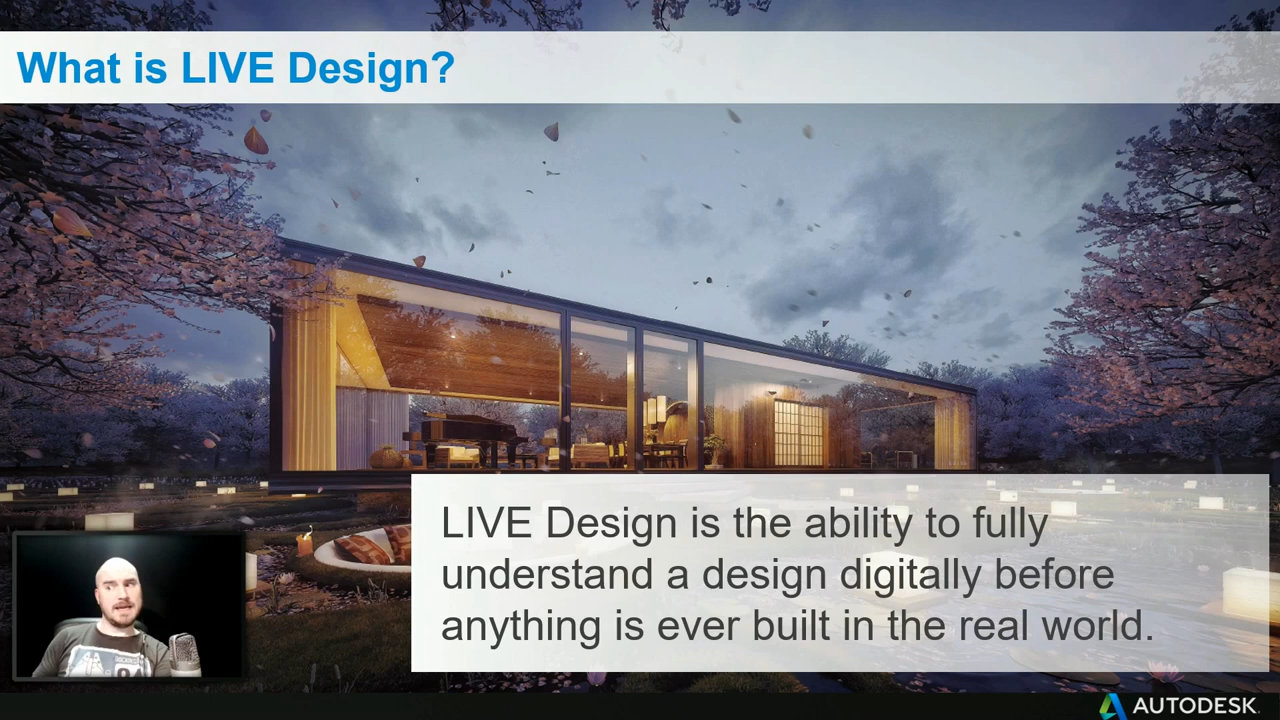 What is LIVE Design?
LIVE Design is the ability to fully
understand a design digitally before
anything is ever built in the real world.
AUTODESK.